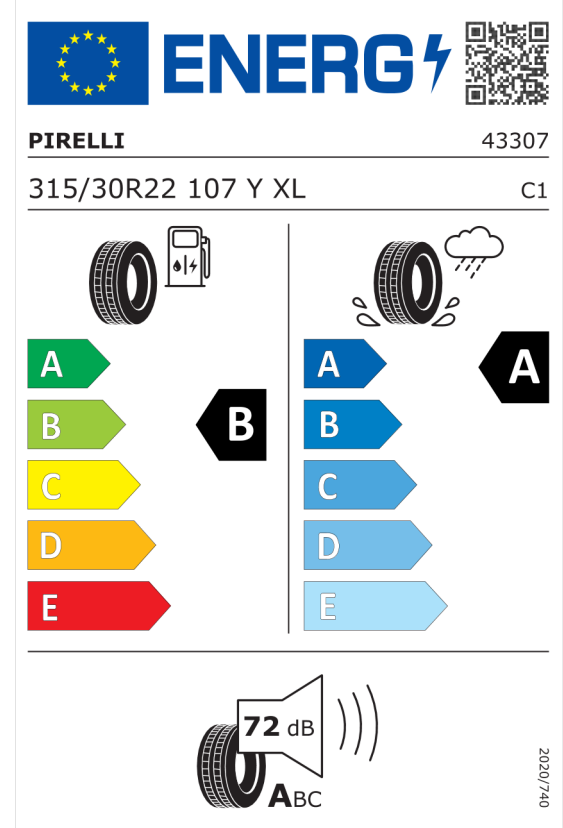 ENERG
PIRELLI 43307
315/30R22 107 Y XL C1
A
B
C
D
E
B
A
B
C
D
E
A
72 dB
ABC
2020/740